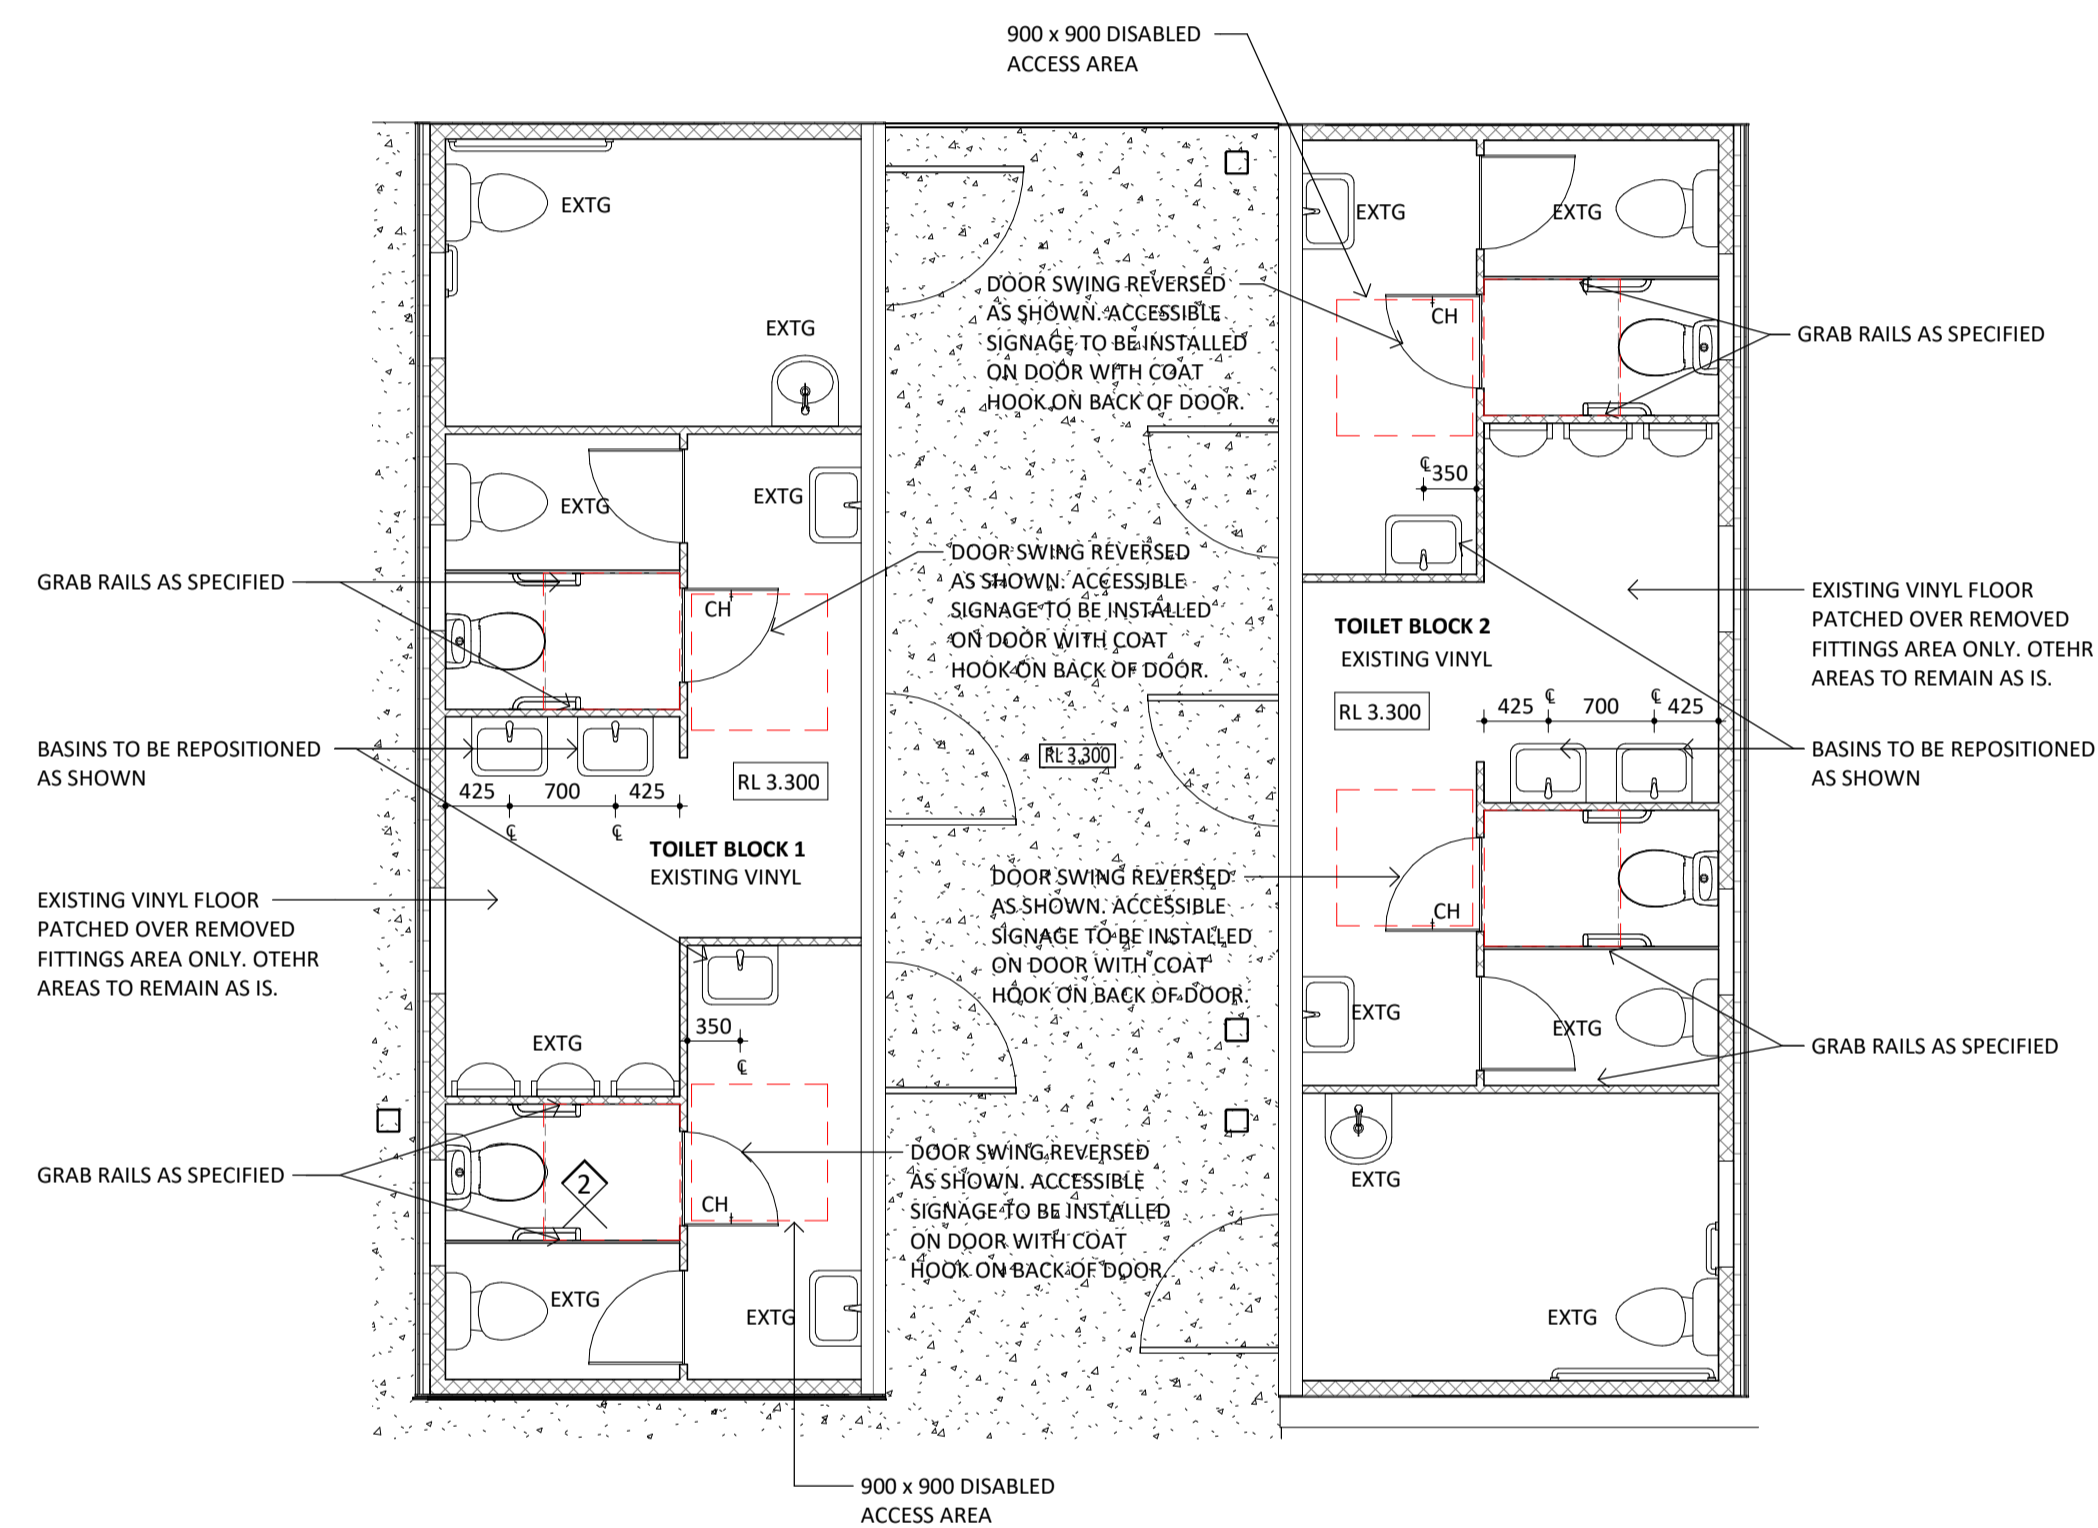 900 x 900 DISABLED
ACCESS AREA
EXTG
EXTG
EXTG
EXTG
DOOR SWING REVERSED
AS SHOWN. ACCESSIBLE
SIGNAGE TO BE INSTALLED
ON DOOR WITH COAT
HOOK ON BACK OF DOOR.
CH
GRAB RAILS AS SPECIFIED
℄
350
EXTG
EXTG
DOOR SWING REVERSED
AS SHOWN. ACCESSIBLE
SIGNAGE TO BE INSTALLED
ON DOOR WITH COAT
HOOK ON BACK OF DOOR.
GRAB RAILS AS SPECIFIED
CH
TOILET BLOCK 2
EXISTING VINYL
RL 3.300
EXISTING VINYL FLOOR
PATCHED OVER REMOVED
FITTINGS AREA ONLY. OTEHR
AREAS TO REMAIN AS IS.
425 ℄ 700 ℄ 425
BASINS TO BE REPOSITIONED
AS SHOWN
BASINS TO BE REPOSITIONED
AS SHOWN
RL 3.300
RL 3.300
425 700 425
℄ ℄
TOILET BLOCK 1
EXISTING VINYL
EXISTING VINYL FLOOR
PATCHED OVER REMOVED
FITTINGS AREA ONLY. OTEHR
AREAS TO REMAIN AS IS.
DOOR SWING REVERSED
AS SHOWN. ACCESSIBLE
SIGNAGE TO BE INSTALLED
ON DOOR WITH COAT
HOOK ON BACK OF DOOR.
CH
350
℄
EXTG
EXTG
EXTG
GRAB RAILS AS SPECIFIED
GRAB RAILS AS SPECIFIED
2
CH
DOOR SWING REVERSED
AS SHOWN. ACCESSIBLE
SIGNAGE TO BE INSTALLED
ON DOOR WITH COAT
HOOK ON BACK OF DOOR.
EXTG
EXTG
EXTG
EXTG
900 x 900 DISABLED
ACCESS AREA